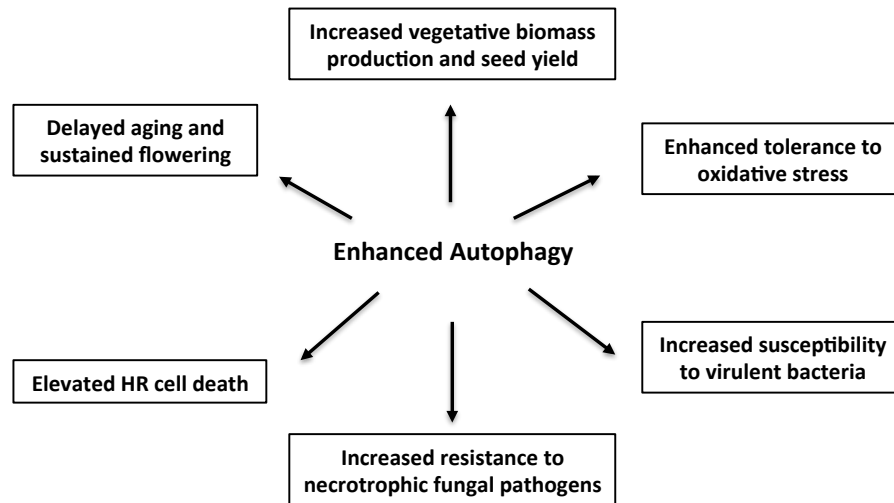 Increased vegetative biomass
production and seed yield
Delayed aging and
sustained flowering
Enhanced tolerance to
oxidative stress
Enhanced Autophagy
Elevated HR cell death
Increased susceptibility
to virulent bacteria
Increased resistance to
necrotrophic fungal pathogens